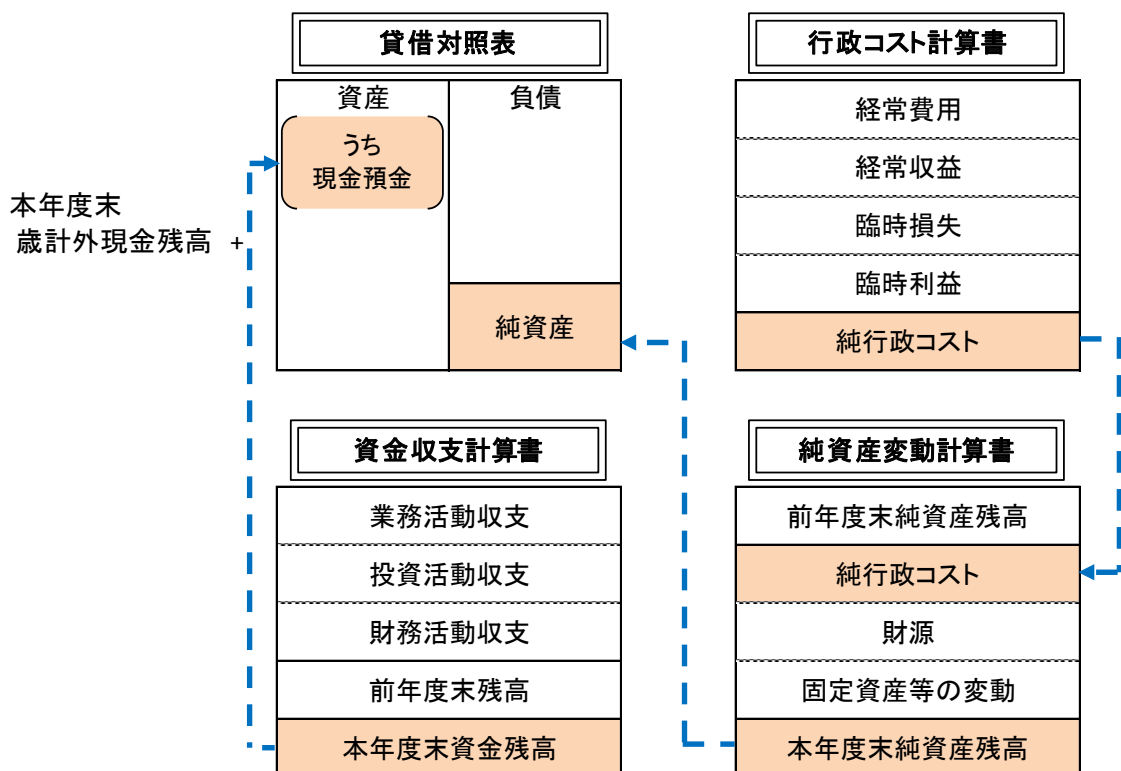 貸借対照表
資産
負債
うち
現金預金
純資産
本年度末
歳計外現金残高 +
行政コスト計算書
経常費用
経常収益
臨時損失
臨時利益
純行政コスト
資金収支計算書
業務活動収支
投資活動収支
財務活動収支
前年度末残高
本年度末資金残高
純資産変動計算書
前年度末純資産残高
純行政コスト
財源
固定資産等の変動
本年度末純資産残高